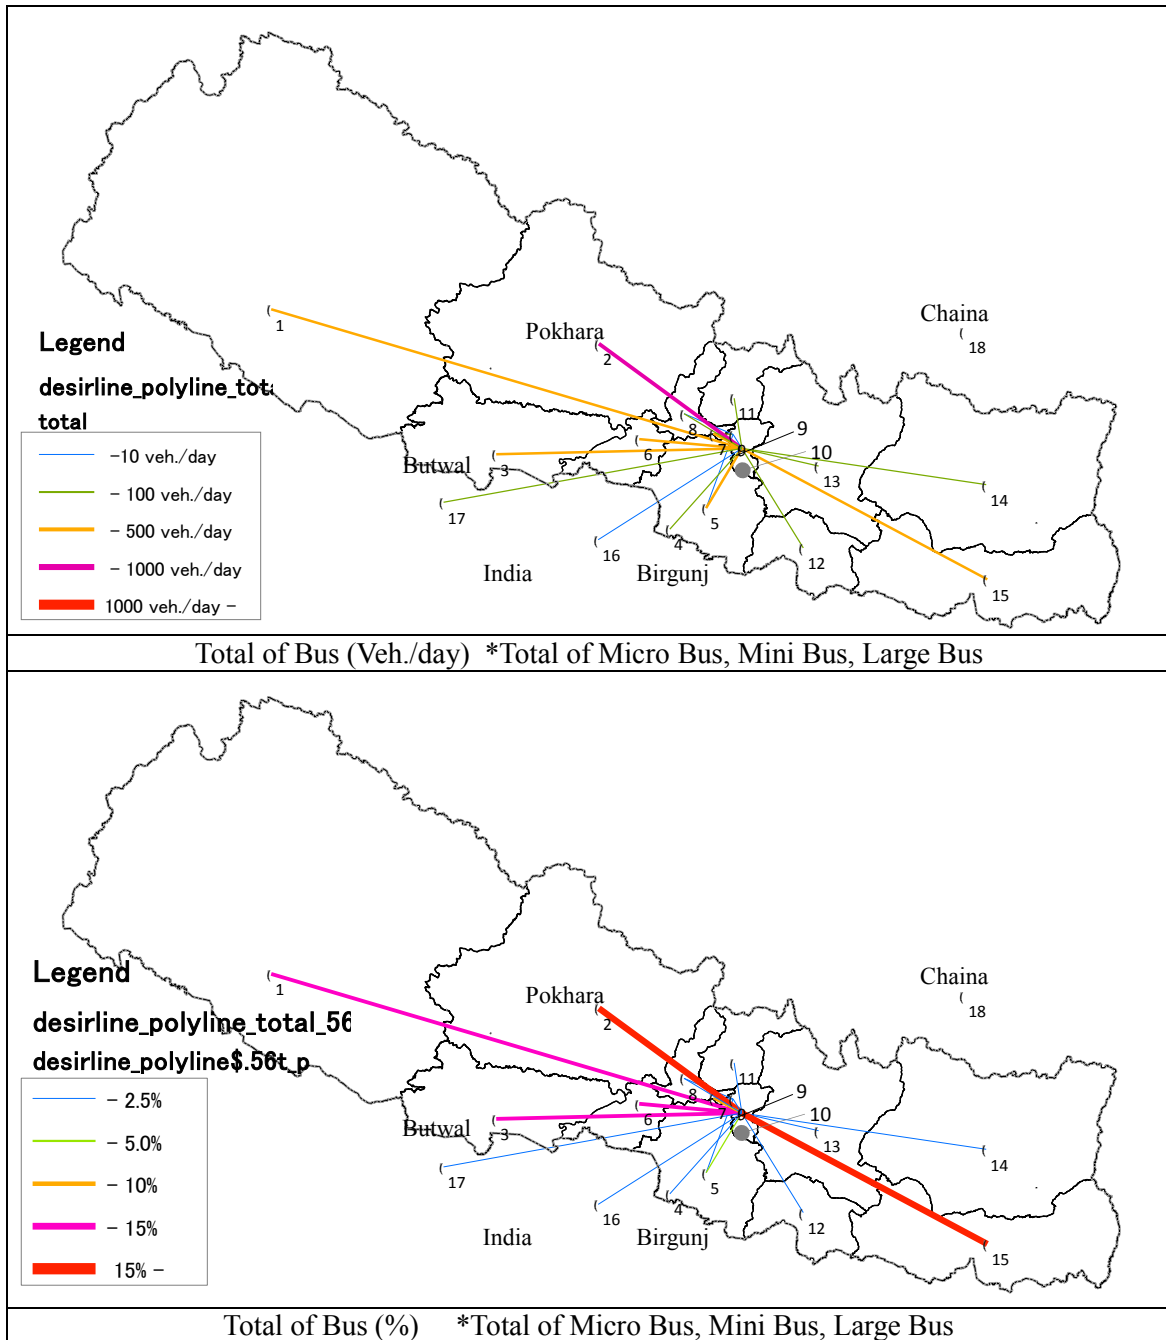 Chaina
18
Pokhara
2
1
Legend
desirline_polyline_tota
total
-10 veh./day
- 100 veh./day
- 500 veh./day
- 1000 veh./day
1000 veh./day -
11
8
9
7
9
10
6
Butwal
3
13
14
17
5
4
16
12
India
Birgunj
15
Total of Bus (Veh./day) *Total of Micro Bus, Mini Bus, Large Bus
Chaina
18
Pokhara
2
1
Legend
desirline_polyline_total_56
desirline_polyline$.56t_p
- 2.5%
- 5.0%
- 10%
- 15%
15% -
11
8
9
7
9
10
6
Butwal
3
13
14
17
5
4
16
12
India
Birgunj
15
Total of Bus (%) *Total of Micro Bus, Mini Bus, Large Bus